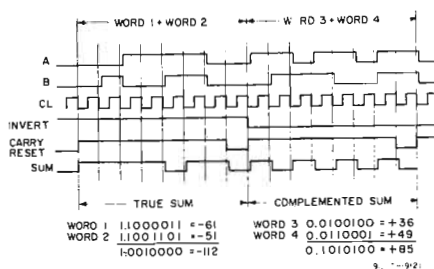 WORD 1 + WORD 2 W RD 3 + WORD 4
A
B
CL
INVERT
CARRY RESET
SUM
TRUE SUM COMPLEMENTED SUM
WORD 1 1.1000011 = -61 WORD 3 0.0100100 = +36
WORD 2 1.1001101 = -51 WORD 4 0.0110001 = +49
1.0010000 = -112 0.1010100 = +85